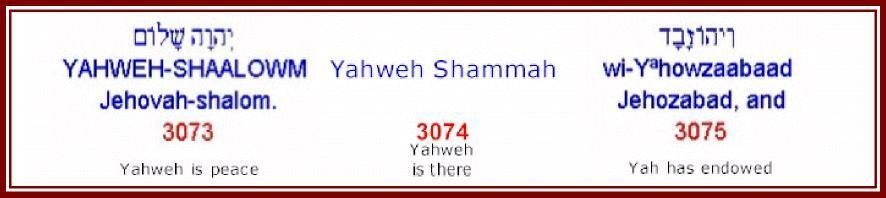 יְהוָה שָׁלוֹם
YAHWEH-SHAALOWM
Jehovah-shalom.
3073
Yahweh is peace
Yahweh Shammah
3074
Yahweh
is there
וִיהוֹזָבָד
wi-Yᵃhowzaabaad
Jehozabad, and
3075
Yah has endowed